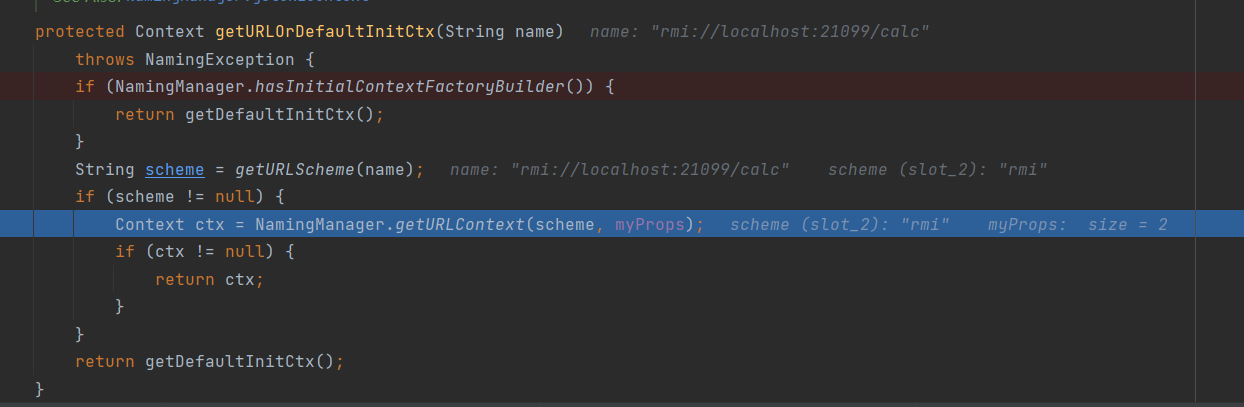 protected Context getURLOrDefaultInitCtx(String name)   name: "rmi://localhost:21099/calc"
    throws NamingException {
    if (NamingManager.hasInitialContextFactoryBuilder()) {
        return getDefaultInitCtx();
    }
    String scheme = getURLScheme(name);   name: "rmi://localhost:21099/calc"    scheme (slot_2): "rmi"
    if (scheme != null) {
        Context ctx = NamingManager.getURLContext(scheme, myProps);   scheme (slot_2): "rmi"    myProps:  size = 2
        if (ctx != null) {
            return ctx;
        }
    }
    return getDefaultInitCtx();
}